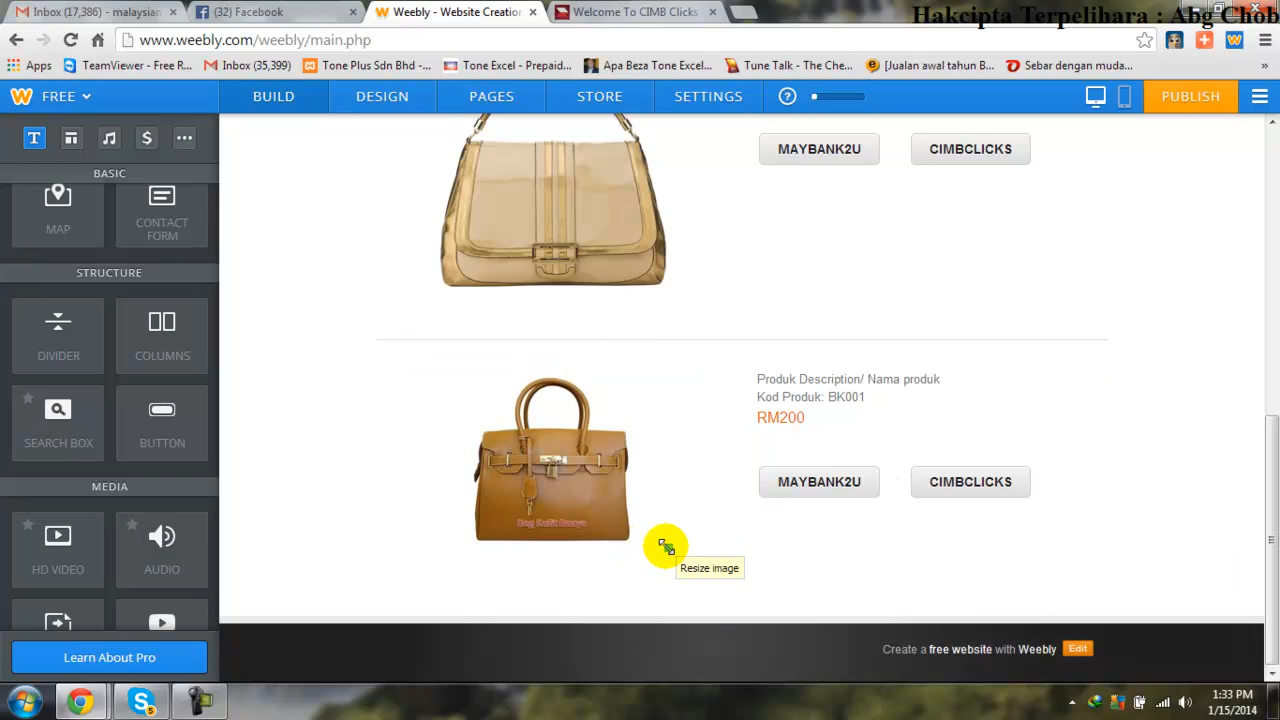 Inbox (17,386) - malaysian
(32) Facebook
Weebly - Website Creation
Welcome To CIMB Clicks
Hakcipta Terpelihara : Abg Chob
www.weebly.com/weebly/main.php
Apps
TeamViewer - Free R...
Inbox (35,399)
Tone Plus Sdn Bhd -...
Tone Excel - Prepaid...
Apa Beza Tone Excel...
Tune Talk - The Che...
[Jualan awal tahun B...
Sebar dengan muda...
FREE
BUILD
DESIGN
PAGES
STORE
SETTINGS
PUBLISH
BASIC
MAP
CONTACT FORM
STRUCTURE
DIVIDER
COLUMNS
SEARCH BOX
BUTTON
MEDIA
HD VIDEO
AUDIO
Learn About Pro
MAYBANK2U
CIMBCLICKS
Produk Description/ Nama produk
Kod Produk: BK001
RM200
MAYBANK2U
CIMBCLICKS
Beg Kulit Buaya
Resize image
Create a free website with Weebly
Edit
1:33 PM
1/15/2014